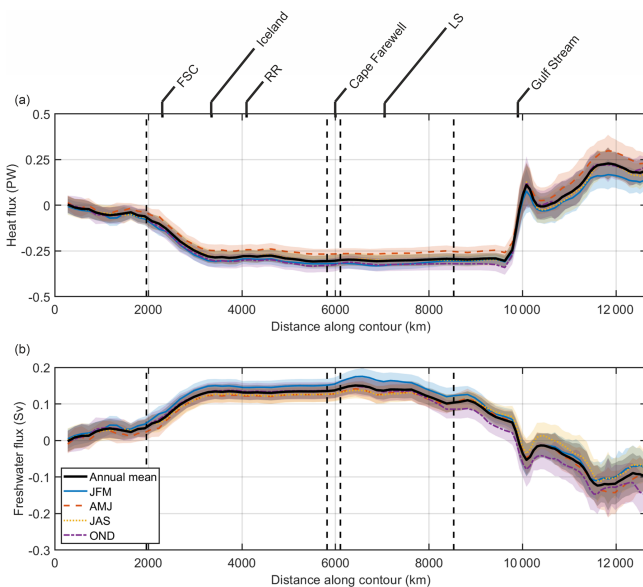 FSC
Iceland
RR
Cape Farewell
LS
Gulf Stream
(a)
Heat flux (PW)
0.5
0.25
0
-0.25
-0.5
0 2000 4000 6000 8000 10 000 12 000
Distance along contour (km)
(b)
Freshwater flux (Sv)
0.2
0.1
0
-0.1
-0.2
-0.3
Annual mean
JFM
AMJ
JAS
OND
0 2000 4000 6000 8000 10 000 12 000
Distance along contour (km)